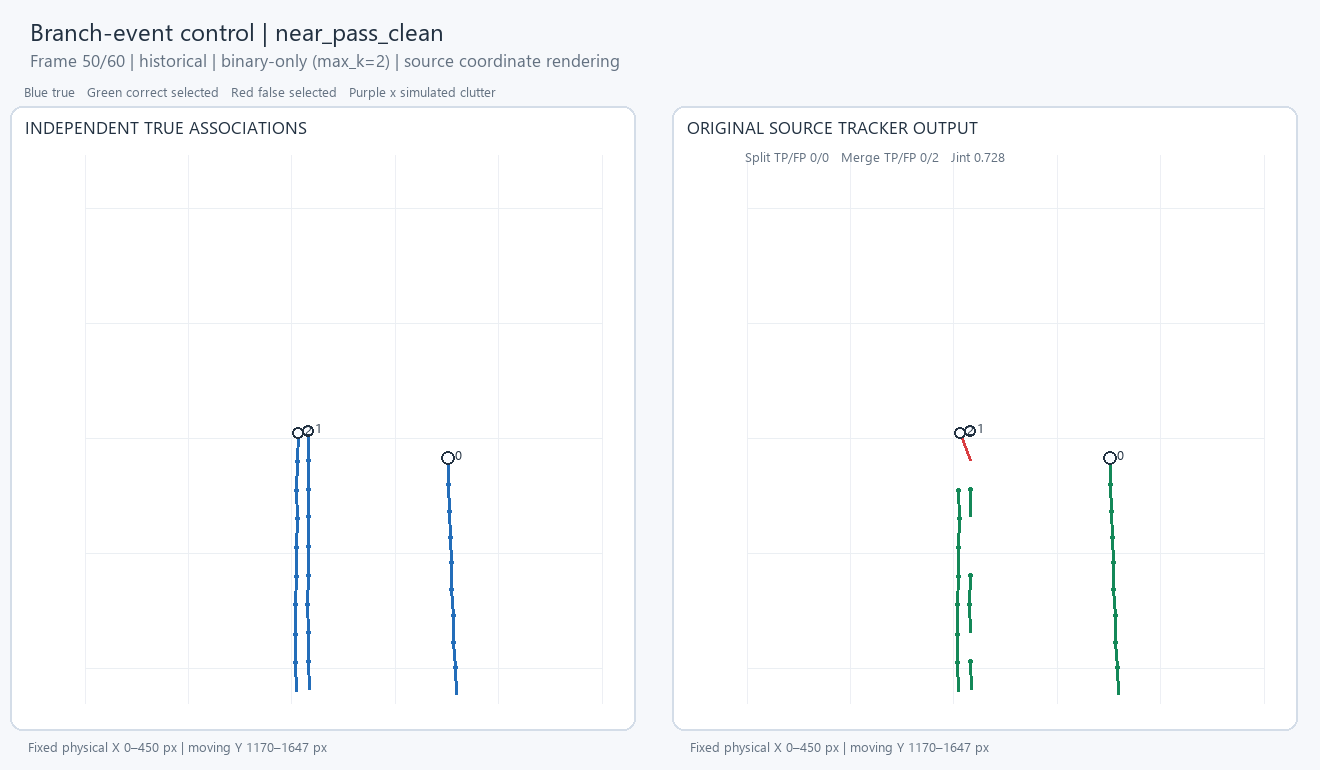 Branch-event control | near_pass_clean
Frame 50/60 | historical | binary-only (max_k=2) | source coordinate rendering
Blue true Green correct selected Red false selected Purple x simulated clutter
INDEPENDENT TRUE ASSOCIATIONS
2 1
0
Fixed physical X 0–450 px | moving Y 1170–1647 px
ORIGINAL SOURCE TRACKER OUTPUT
Split TP/FP 0/0 Merge TP/FP 0/2 Jint 0.728
2 1
0
Fixed physical X 0–450 px | moving Y 1170–1647 px